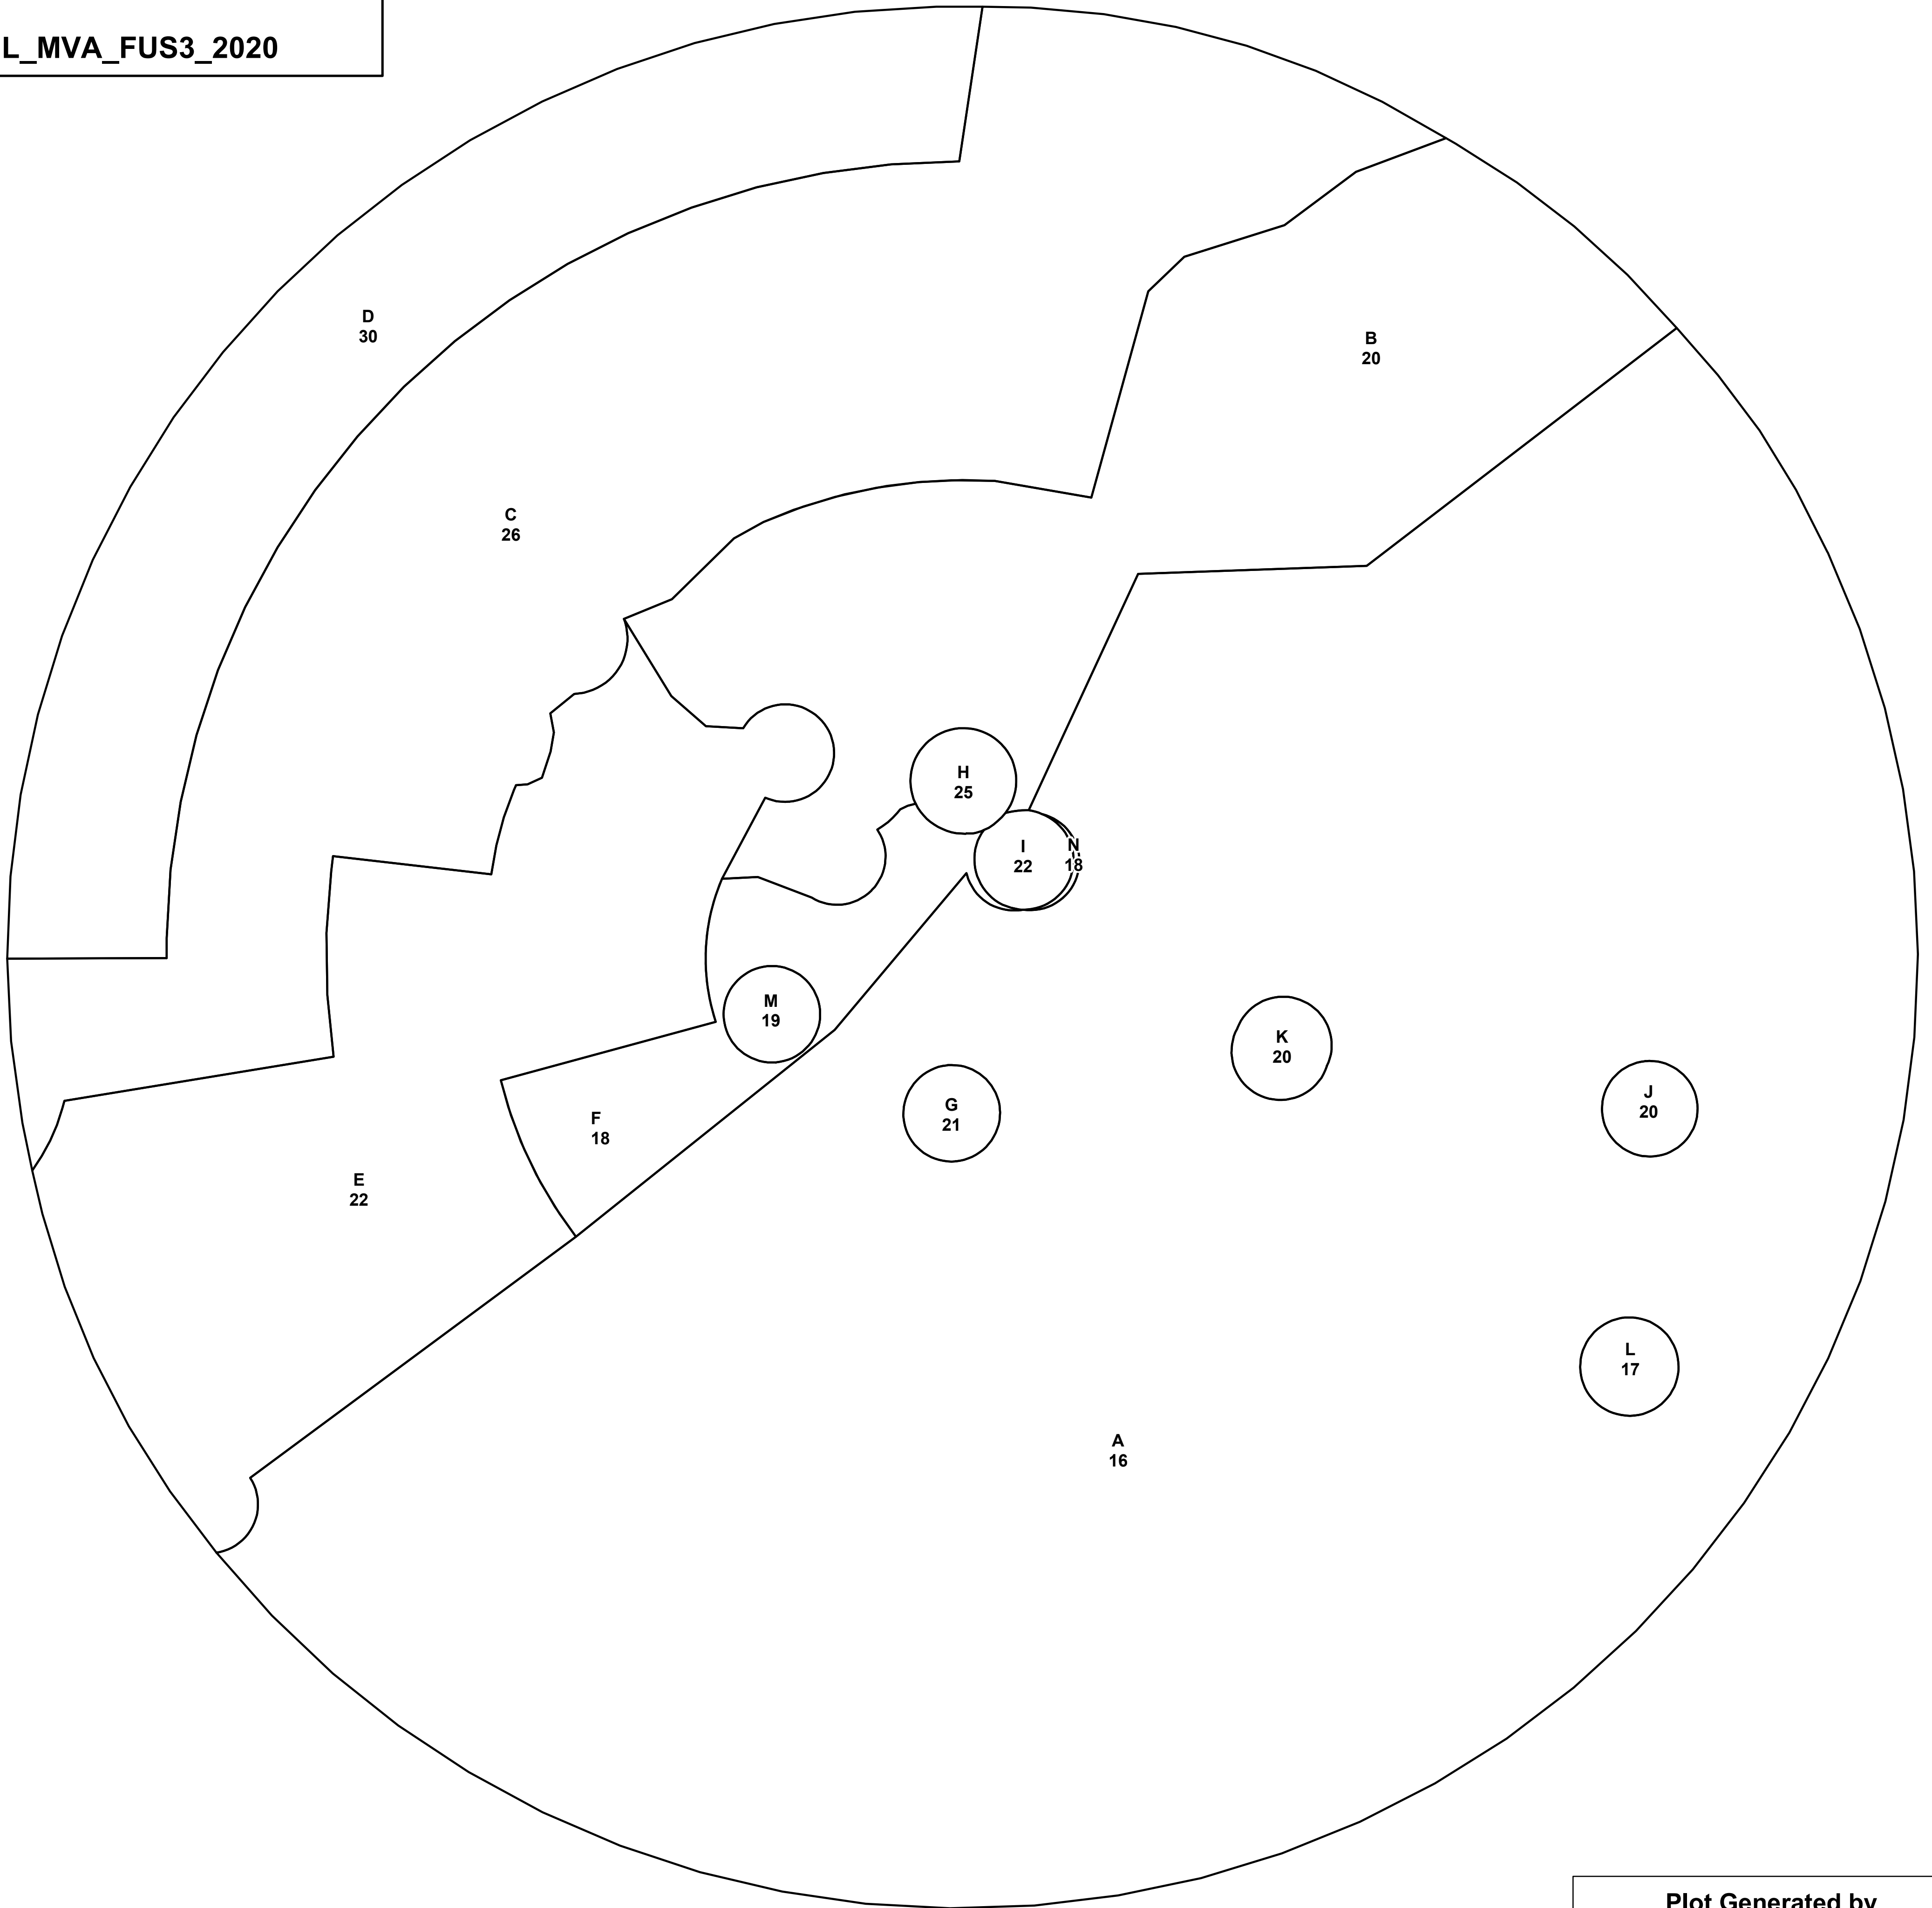 L_MVA_FUS3_2020
D
30
B
20
C
26
H
25
I
22
N
18
M
19
K
20
J
20
G
21
F
18
E
22
L
17
A
16
Plot Generated by